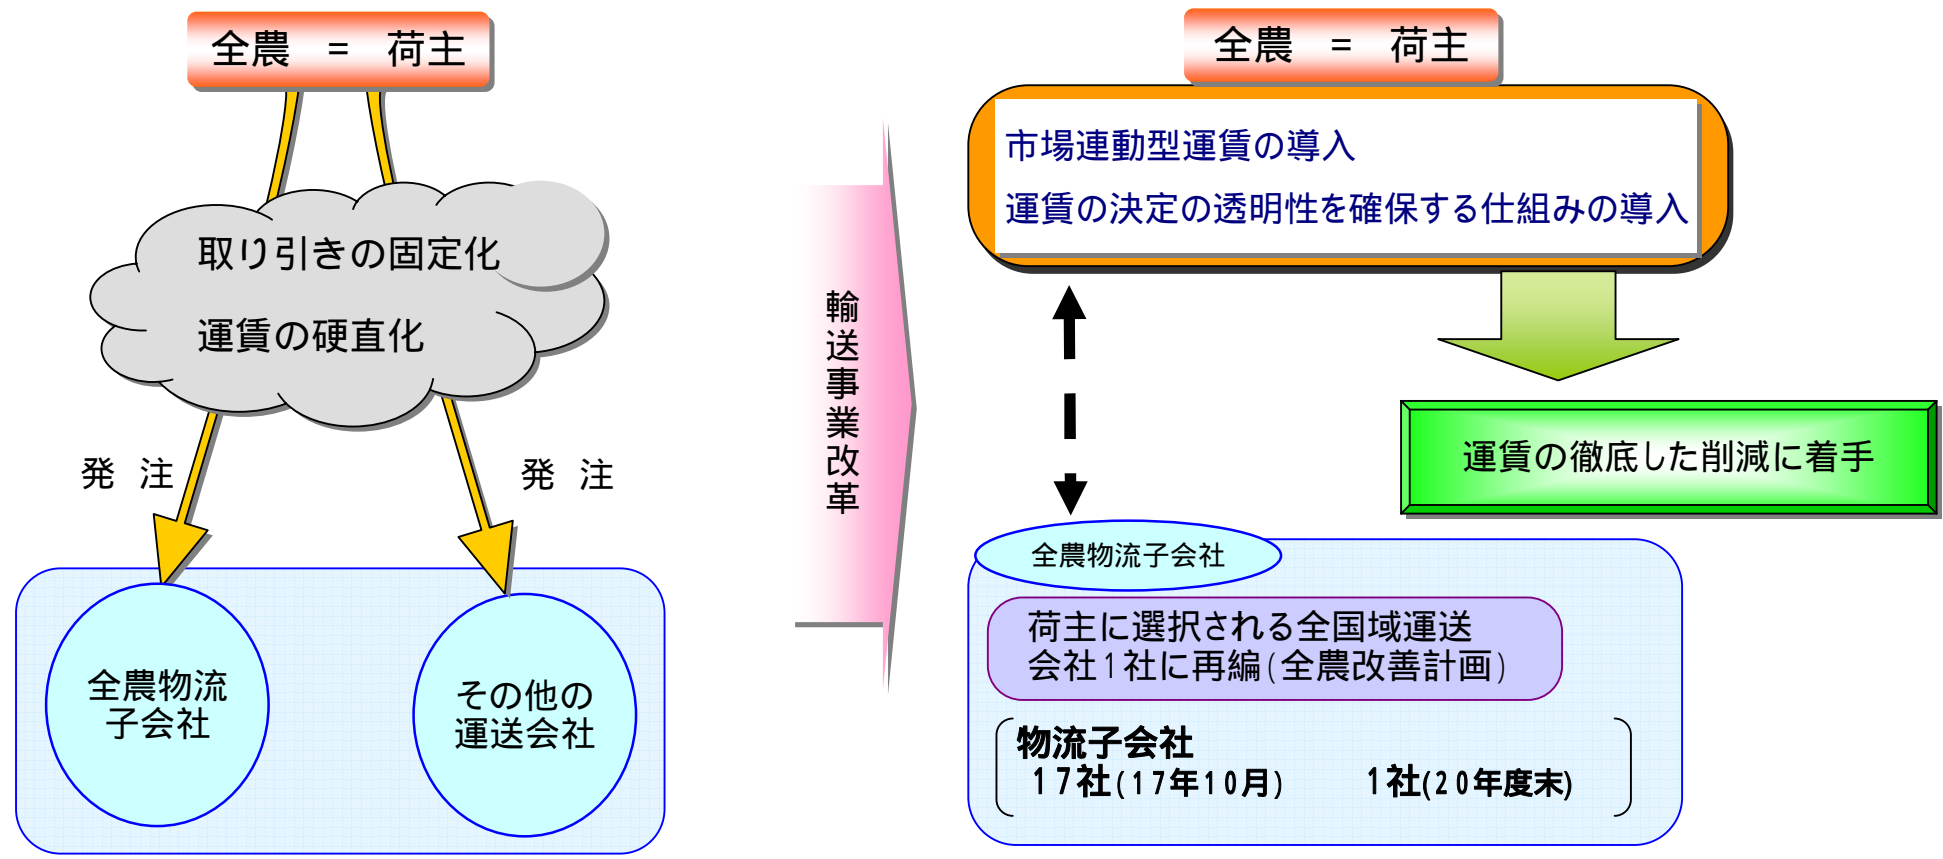 全農 = 荷主
取り引きの固定化
運賃の硬直化
発 注
発 注
全農物流
子会社
その他の
運送会社
輸送事業改革
全農 = 荷主
市場連動型運賃の導入
運賃の決定の透明性を確保する仕組みの導入
運賃の徹底した削減に着手
全農物流子会社
荷主に選択される全国域運送
会社1社に再編(全農改善計画)
物流子会社
17社(17年10月) 1社(20年度末)